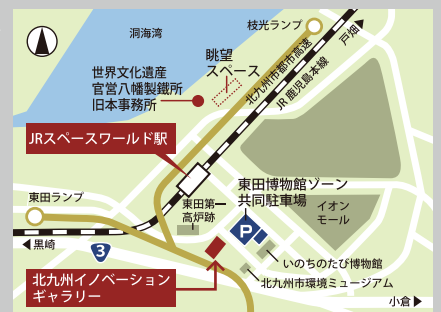 枝光ランプ
戸畑
洞海湾
眺望
スペース
世界文化遺産
官営八幡製鐵所
旧本事務所
北九州市都市高速
JR鹿児島本線
JRスペースワールド駅
東田ランプ
東田第一
高炉跡
東田博物館ゾーン
共同駐車場
P
イオン
モール
黒崎
3
いのちのたび博物館
北九州市環境ミュージアム
北九州イノベーション
ギャラリー
小倉